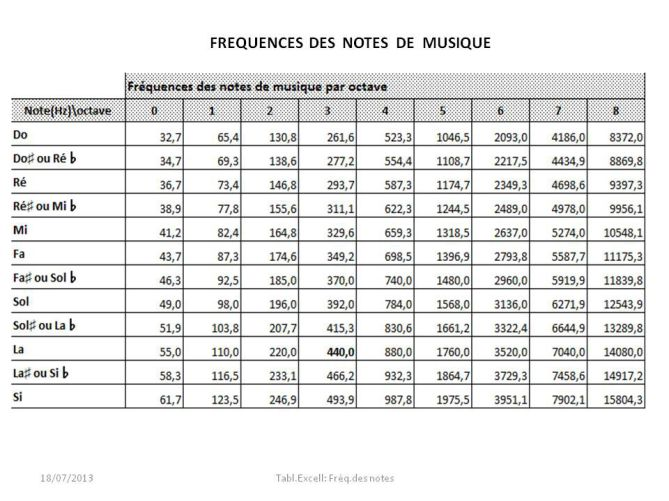 FREQUENCES DES NOTES DE MUSIQUE
Fréquences des notes de musique par octave
Note(Hz)\octave 0 1 2 3 4 5 6 7 8
Do 32,7 65,4 130,8 261,6 523,3 1046,5 2093,0 4186,0 8372,0
Do♯ ou Ré ♭ 34,7 69,3 138,6 277,2 554,4 1108,7 2217,5 4434,9 8869,8
Ré 36,7 73,4 146,8 293,7 587,3 1174,7 2349,3 4698,6 9397,3
Ré♯ ou Mi ♭ 38,9 77,8 155,6 311,1 622,3 1244,5 2489,0 4978,0 9956,1
Mi 41,2 82,4 164,8 329,6 659,3 1318,5 2637,0 5274,0 10548,1
Fa 43,7 87,3 174,6 349,2 698,5 1396,9 2793,8 5587,7 11175,3
Fa♯ ou Sol ♭ 46,3 92,5 185,0 370,0 740,0 1480,0 2960,0 5919,9 11839,8
Sol 49,0 98,0 196,0 392,0 784,0 1568,0 3136,0 6271,9 12543,9
Sol♯ ou La ♭ 51,9 103,8 207,7 415,3 830,6 1661,2 3322,4 6644,9 13289,8
La 55,0 110,0 220,0 440,0 880,0 1760,0 3520,0 7040,0 14080,0
La♯ ou Si ♭ 58,3 116,5 233,1 466,2 932,3 1864,7 3729,3 7458,6 14917,2
Si 61,7 123,5 246,9 493,9 987,8 1975,5 3951,1 7902,1 15804,3
18/07/2013 Tabl.Excell: Fréq.des notes